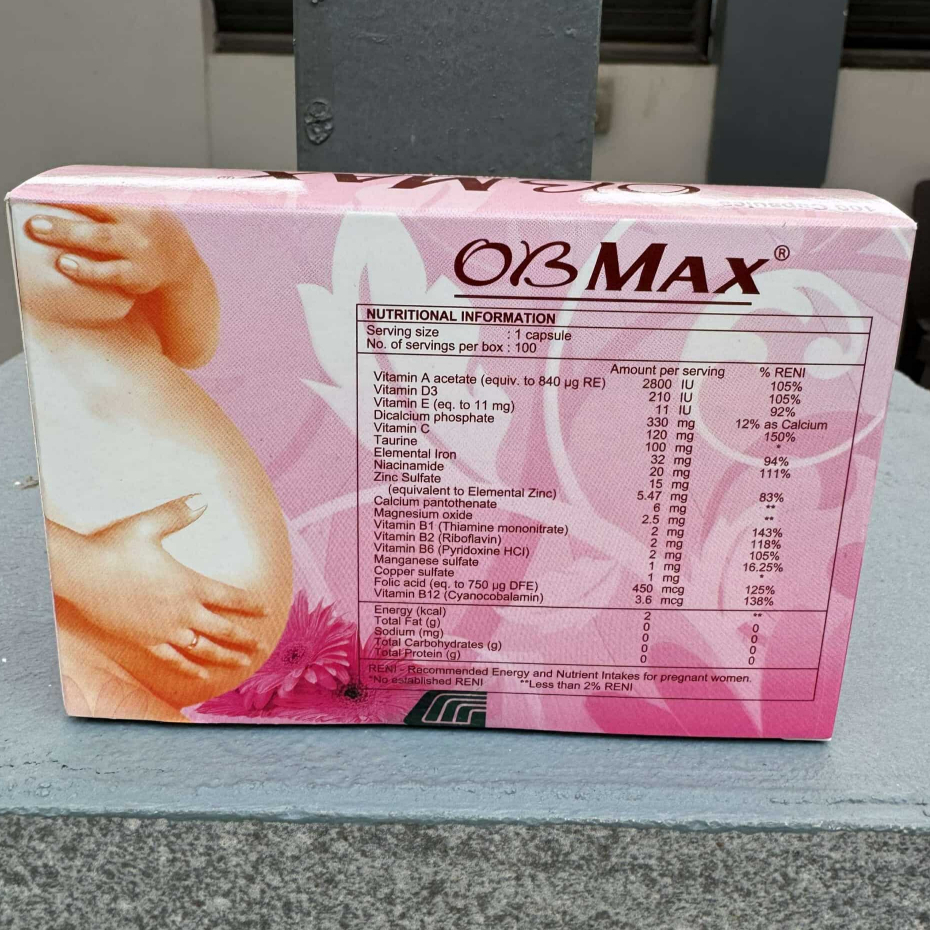 OBMAX®
100 Capsules
OBMAX®
NUTRITIONAL INFORMATION
Serving size : 1 capsule
No. of servings per box : 100
Amount per serving % RENI
Vitamin A acetate (equiv. to 840 µg RE) 2800 IU 105%
Vitamin D3 210 IU 105%
Vitamin E (eq. to 11 mg) 11 IU 92%
Dicalcium phosphate 330 mg 12% as Calcium
Vitamin C 120 mg 150%
Taurine 100 mg *
Elemental Iron 32 mg 94%
Niacinamide 20 mg 111%
Zinc Sulfate 15 mg
(equivalent to Elemental Zinc) 5.47 mg 83%
Calcium pantothenate 6 mg **
Magnesium oxide 2.5 mg **
Vitamin B1 (Thiamine mononitrate) 2 mg 143%
Vitamin B2 (Riboflavin) 2 mg 118%
Vitamin B6 (Pyridoxine HCl) 2 mg 105%
Manganese sulfate 1 mg 16.25%
Copper sulfate 1 mg *
Folic acid (eq. to 750 µg DFE) 450 mcg 125%
Vitamin B12 (Cyanocobalamin) 3.6 mcg 138%
Energy (kcal) 2 **
Total Fat (g) 0 0
Sodium (mg) 0 0
Total Carbohydrates (g) 0 0
Total Protein (g) 0 0
RENI - Recommended Energy and Nutrient Intakes for pregnant women.
*No established RENI **Less than 2% RENI